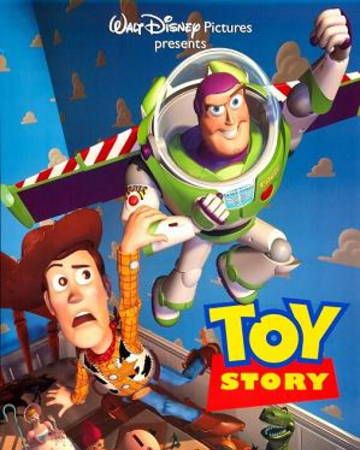 WALT DISNEY Pictures
presents
TOY
STORY